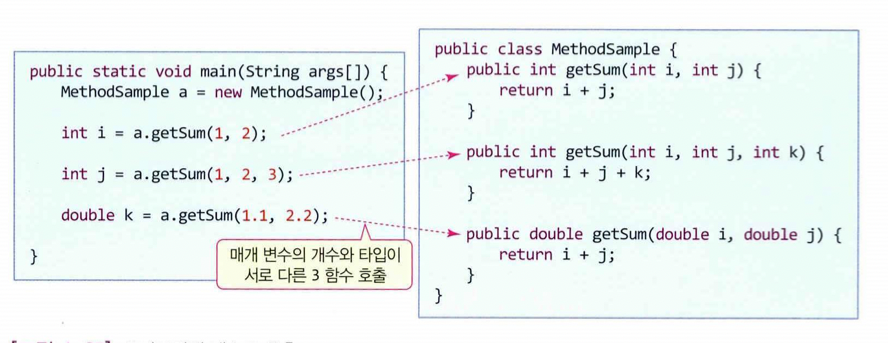 public static void main(String args[]) {
MethodSample a = new MethodSample();
int i = a.getSum(1, 2);
int j = a.getSum(1, 2, 3);
double k = a.getSum(1.1, 2.2);
}
매개 변수의 개수와 타입이
서로 다른 3 함수 호출
public class MethodSample {
public int getSum(int i, int j) {
return i + j;
}
public int getSum(int i, int j, int k) {
return i + j + k;
}
public double getSum(double i, double j) {
return i + j;
}
}